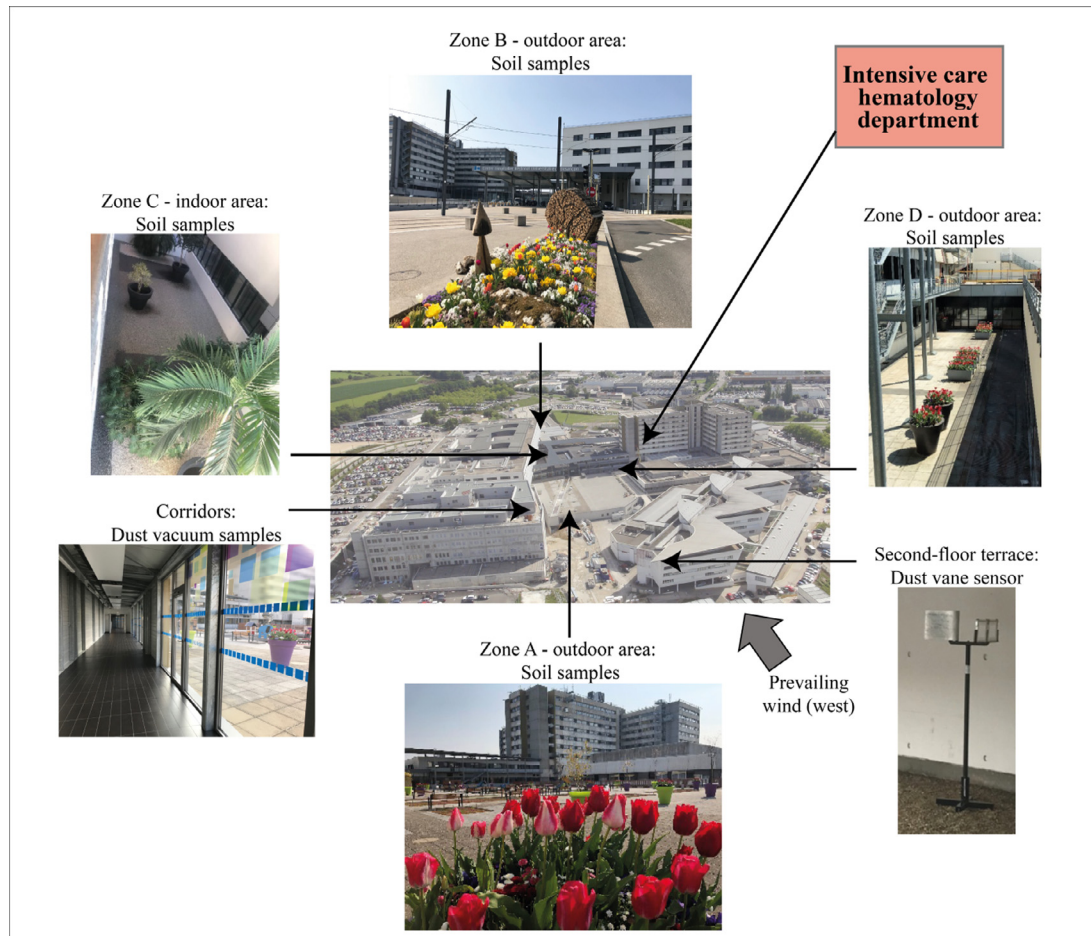 Zone B - outdoor area:
Soil samples
Intensive care
hematology
department
Zone C - indoor area:
Soil samples
Zone D - outdoor area:
Soil samples
Corridors:
Dust vacuum samples
Second-floor terrace:
Dust vane sensor
Zone A - outdoor area:
Soil samples
Prevailing
wind (west)